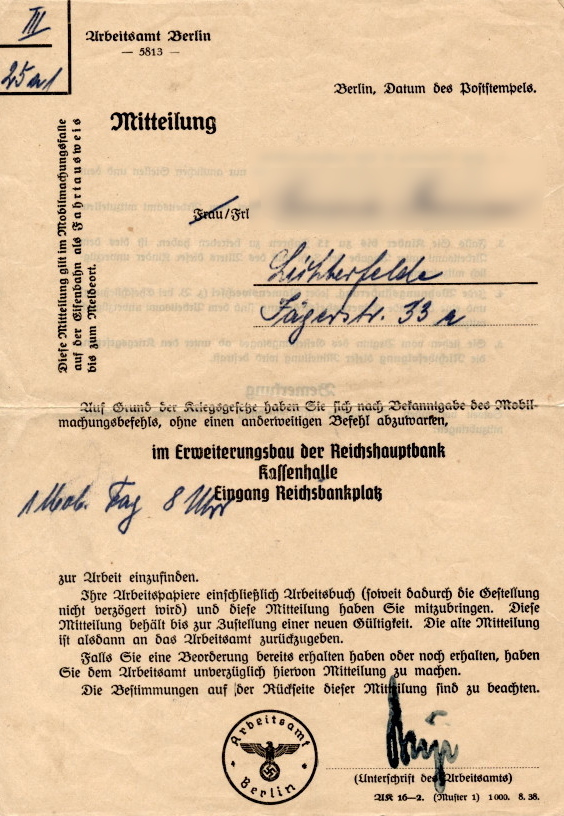 III
25 a 1
Arbeitsamt Berlin
— 5813 —
Berlin, Datum des Poststempels.
Mitteilung
Diese Mitteilung gilt im Mobilmachungsfalle
auf der Eisenbahn als Fahrtausweis
bis zum Meldeort.
Frau/Frl
Lichterfelde
Jägerstr. 33 a
Auf Grund der Kriegsgesetze haben Sie sich nach Bekanntgabe des Mobil-
machungsbefehls, ohne einen anderweitigen Befehl abzuwarten,
im Erweiterungsbau der Reichshauptbank
Kassenhalle
Eingang Reichsbankplatz
1 Mob. Tag 8 Uhr
zur Arbeit einzufinden.
Ihre Arbeitspapiere einschließlich Arbeitsbuch (soweit dadurch die Gestellung
nicht verzögert wird) und diese Mitteilung haben Sie mitzubringen. Diese
Mitteilung behält bis zur Zustellung einer neuen Gültigkeit. Die alte Mitteilung
ist alsdann an das Arbeitsamt zurückzugeben.
Falls Sie eine Beorderung bereits erhalten haben oder noch erhalten, haben
Sie dem Arbeitsamt unverzüglich hiervon Mitteilung zu machen.
Die Bestimmungen auf der Rückseite dieser Mitteilung sind zu beachten.
Arbeitsamt
Berlin
(Unterschrift des Arbeitsamts)
AK 16—2. (Muster 1) 1000. 8. 38.